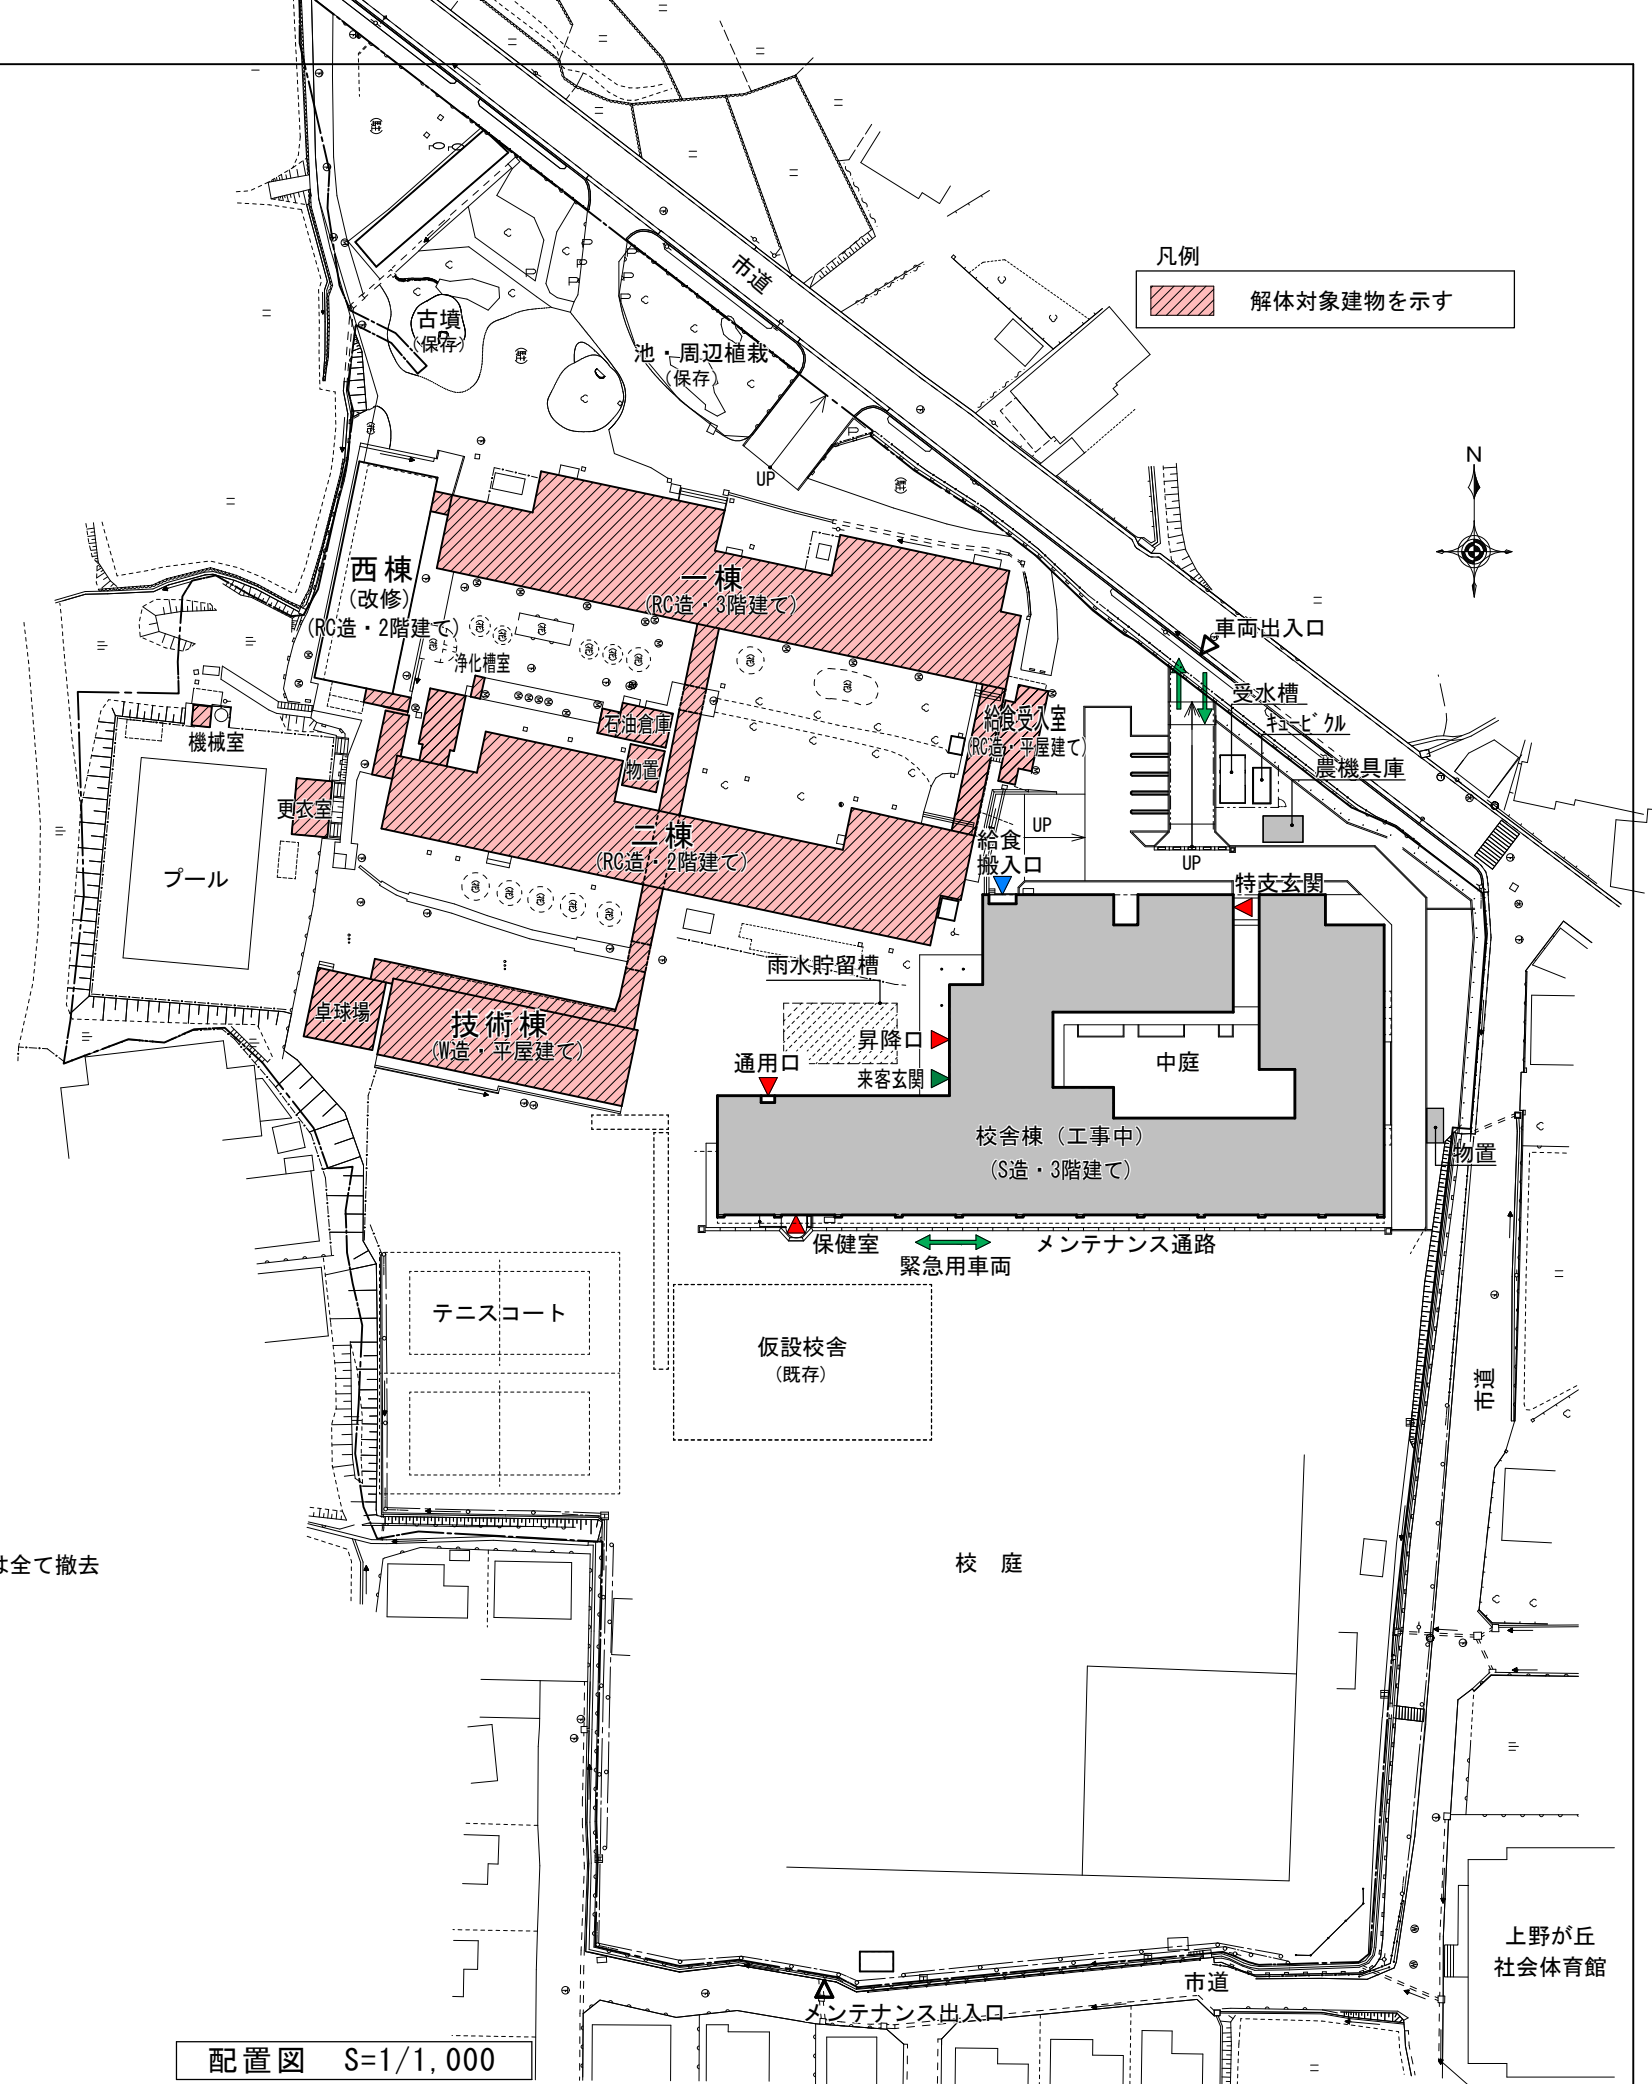 市道
凡例
解体対象建物を示す
古墳
(保存)
池・周辺植栽
(保存)
UP
N
西棟
(改修)
(RC造・2階建て)
一棟
(RC造・3階建て)
車両出入口
浄化槽室
受水槽
キュービクル
石油倉庫
給食受入室
(RC造・平屋建て)
機械室
物置
農機具庫
更衣室
二棟
(RC造・2階建て)
UP
給食
搬入口
UP
プール
特支玄関
雨水貯留槽
卓球場
技術棟
(W造・平屋建て)
昇降口
通用口
来客玄関
中庭
校舎棟（工事中）
(S造・3階建て)
物置
保健室
メンテナンス通路
緊急用車両
テニスコート
仮設校舎
(既存)
市道
は全て撤去
校　庭
上野が丘
社会体育館
市道
メンテナンス出入口
配置図　S=1/1,000